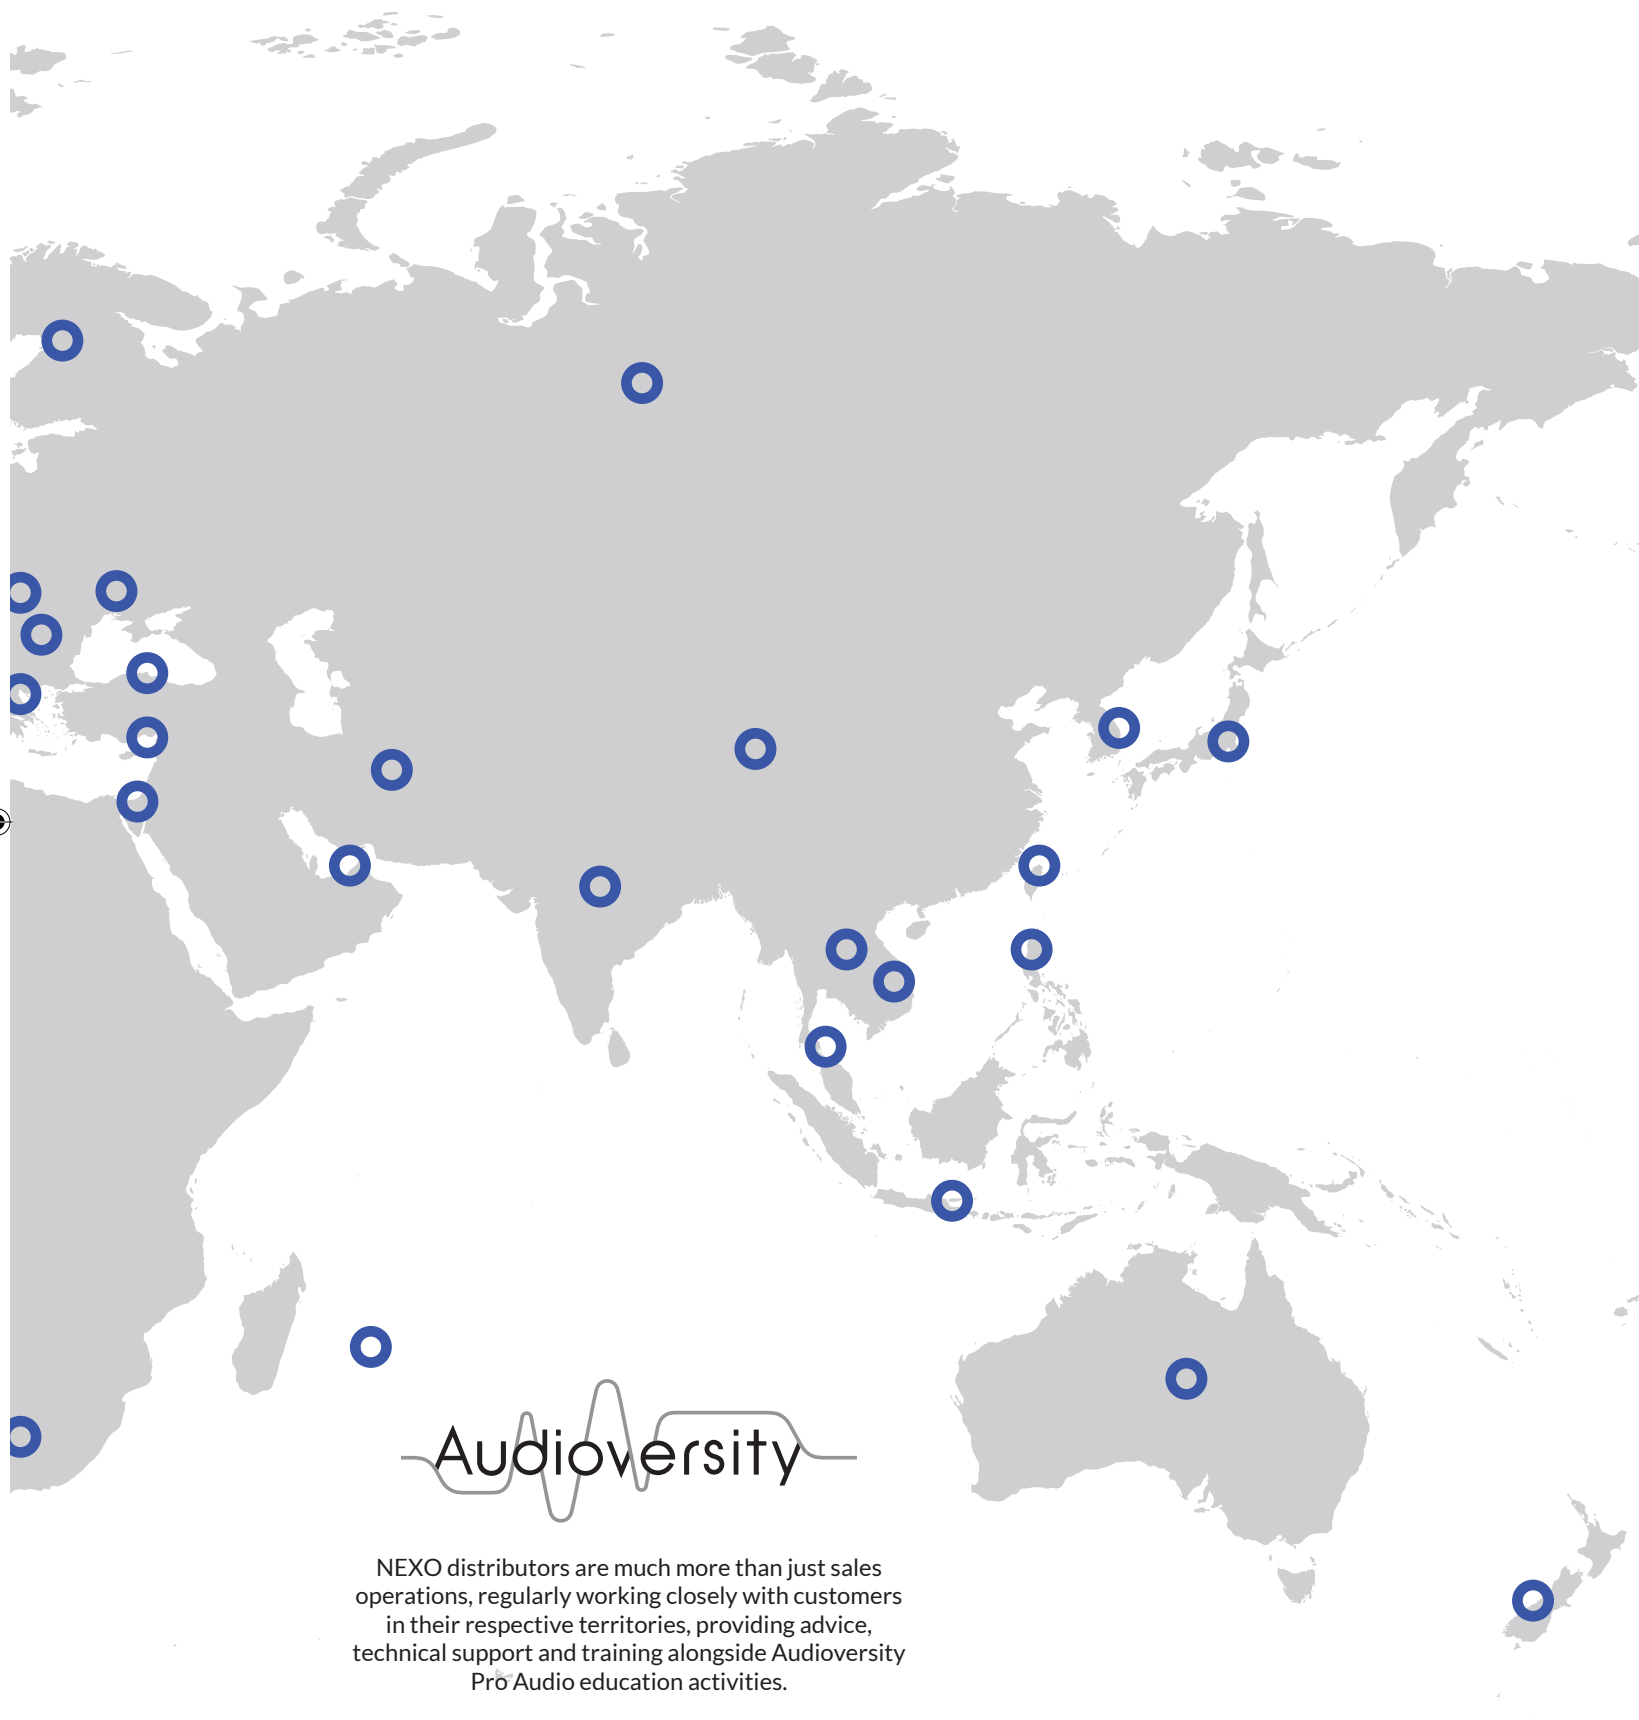 Audioversity
NEXO distributors are much more than just sales
operations, regularly working closely with customers
in their respective territories, providing advice,
technical support and training alongside Audioversity
Pro Audio education activities.